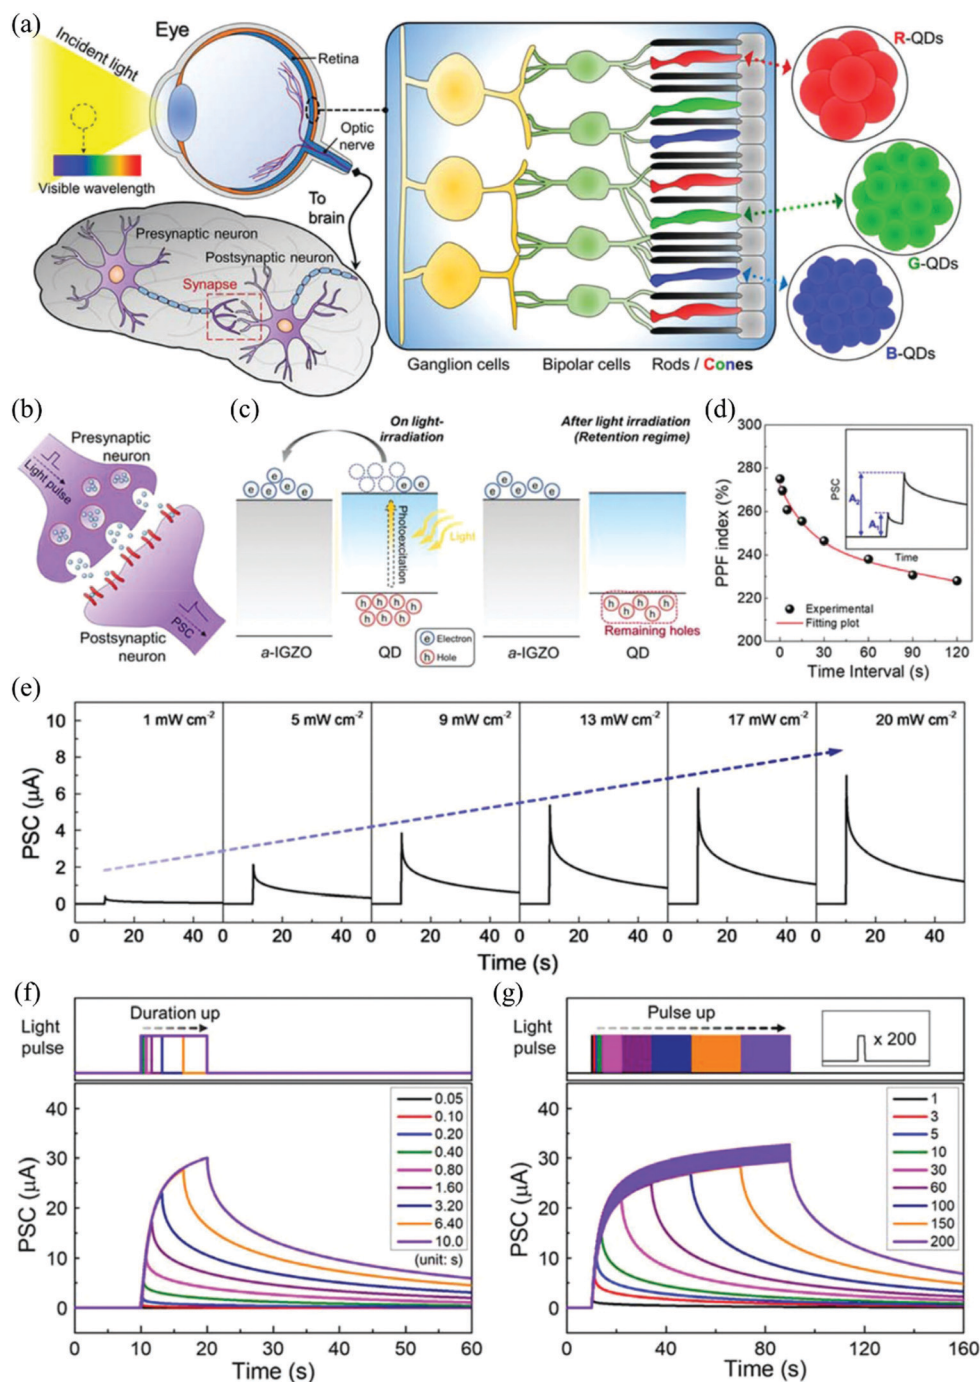 (a)
Incident light
Visible wavelength
Eye
Retina
Optic
nerve
To
brain
Presynaptic neuron
Postsynaptic neuron
Synapse
Ganglion cells
Bipolar cells
Rods / Cones
R-QDs
G-QDs
B-QDs
(b)
Presynaptic
neuron
Light pulse
PSC
Postsynaptic
neuron
(c)
On light-
irradiation
After light irradiation
(Retention regime)
e e e e e e
e e
e e e e e e
Photoexcitation
Light
h h h h
h h h
h h h
h h
Remaining holes
a-IGZO
QD
e Electron
h Hole
a-IGZO
QD
(d)
PPF index (%)
300
280
260
240
220
200
PSC
A2
A1
Time
Experimental
Fitting plot
0 30 60 90 120
Time Interval (s)
(e)
PSC (μA)
10
8
6
4
2
0
1 mW cm-2
5 mW cm-2
9 mW cm-2
13 mW cm-2
17 mW cm-2
20 mW cm-2
0 20 40 0 20 40 0 20 40 0 20 40 0 20 40 0 20 40
Time (s)
(f)
Light
pulse
Duration up
PSC (μA)
40
30
20
10
0
0.05
0.10
0.20
0.40
0.80
1.60
3.20
6.40
10.0
(unit: s)
0 10 20 30 40 50 60
Time (s)
(g)
Light
pulse
Pulse up
x 200
PSC (μA)
40
30
20
10
0
1
3
5
10
30
60
100
150
200
0 40 80 120 160
Time (s)